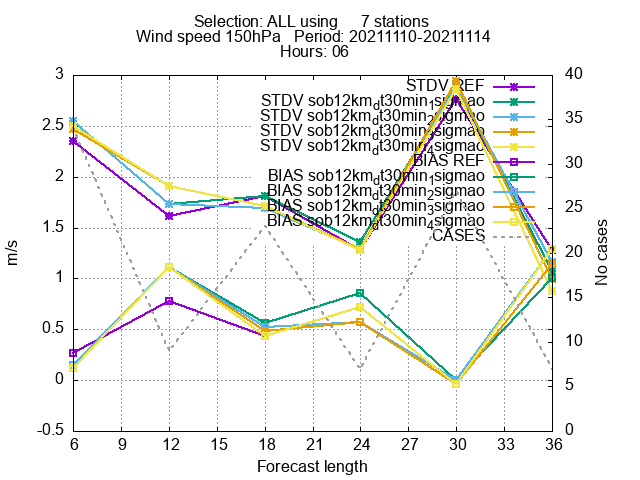 Selection: ALL using 7 stations
Wind speed 150hPa Period: 20211110-20211114
Hours: 06
3
2.5
2
1.5
1
0.5
0
-0.5
m/s
40
35
30
25
20
15
10
5
0
No cases
STDV REF
STDV sob12km_dt30min_1sigmao
STDV sob12km_dt30min_2sigmao
STDV sob12km_dt30min_3sigmao
STDV sob12km_dt30min_4sigmao
BIAS REF
BIAS sob12km_dt30min_1sigmao
BIAS sob12km_dt30min_2sigmao
BIAS sob12km_dt30min_3sigmao
BIAS sob12km_dt30min_4sigmao
CASES
6 9 12 15 18 21 24 27 30 33 36
Forecast length